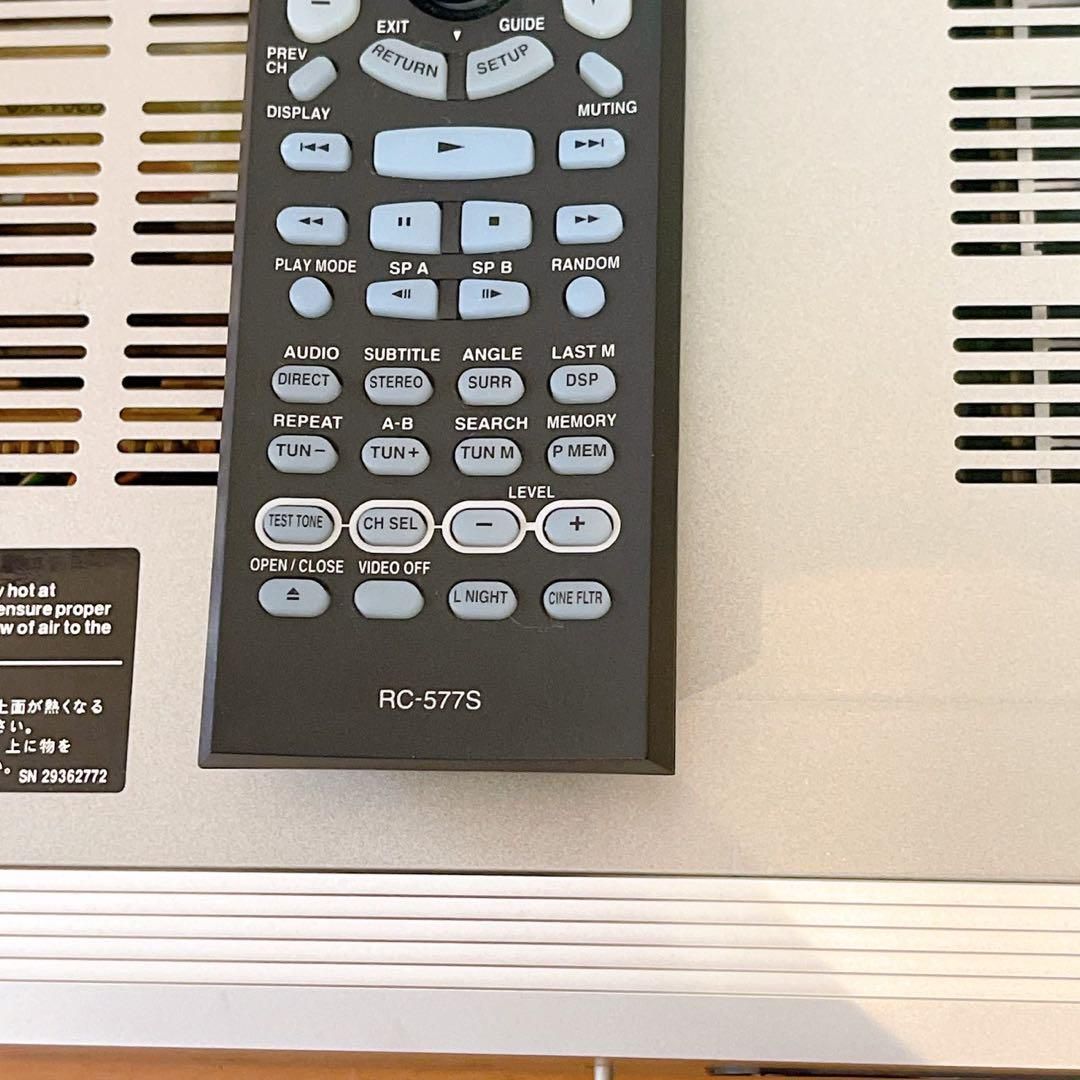 EXIT GUIDE
PREV CH
RETURN SETUP
DISPLAY MUTING
PLAY MODE SP A SP B RANDOM
AUDIO SUBTITLE ANGLE LAST M
DIRECT STEREO SURR DSP
REPEAT A-B SEARCH MEMORY
TUN− TUN+ TUN M P MEM
LEVEL
TEST TONE CH SEL − +
OPEN / CLOSE VIDEO OFF
L NIGHT CINE FLTR
RC-577S
hot at
ensure proper
of air to the
上面が熱くなる
さい。
上に物を
SN 29362772